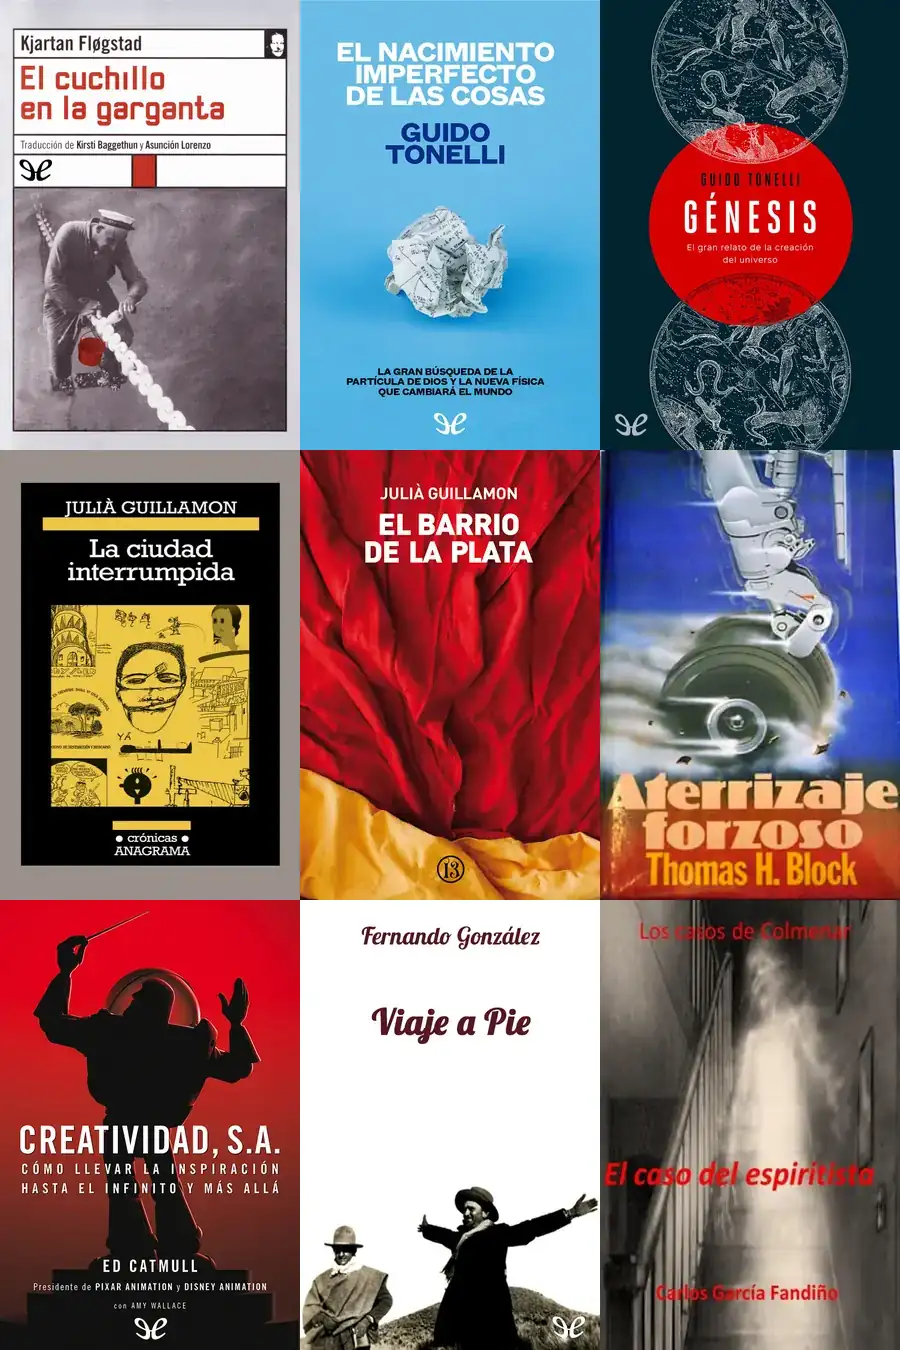 Kjartan Fløgstad
El cuchillo
en la garganta
Traducción de Kirsti Baggethun y Asunción Lorenzo
EL NACIMIENTO
IMPERFECTO
DE LAS COSAS
GUIDO
TONELLI
LA GRAN BÚSQUEDA DE LA
PARTÍCULA DE DIOS Y LA NUEVA FÍSICA
QUE CAMBIARÁ EL MUNDO
GUIDO TONELLI
GÉNESIS
El gran relato de la creación
del universo
JULIÀ GUILLAMON
La ciudad
interrumpida
YÁ
crónicas
ANAGRAMA
JULIÀ GUILLAMON
EL BARRIO
DE LA PLATA
13
Aterrizaje
forzoso
Thomas H. Block
CREATIVIDAD, S.A.
CÓMO LLEVAR LA INSPIRACIÓN
HASTA EL INFINITO Y MÁS ALLÁ
ED CATMULL
Presidente de PIXAR ANIMATION y DISNEY ANIMATION
con AMY WALLACE
Fernando González
Viaje a Pie
Los casos de Colmenar
El caso del espiritista
Carlos García Fandiño